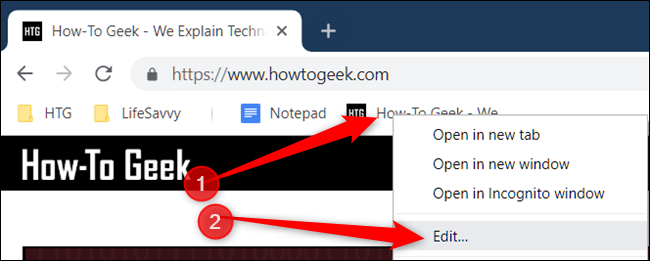 HTG How-To Geek - We Explain Techn
https://www.howtogeek.com
HTG LifeSavvy Notepad HTG How-To Geek - We
How-To Geek
1
2
Open in new tab
Open in new window
Open in Incognito window
Edit...